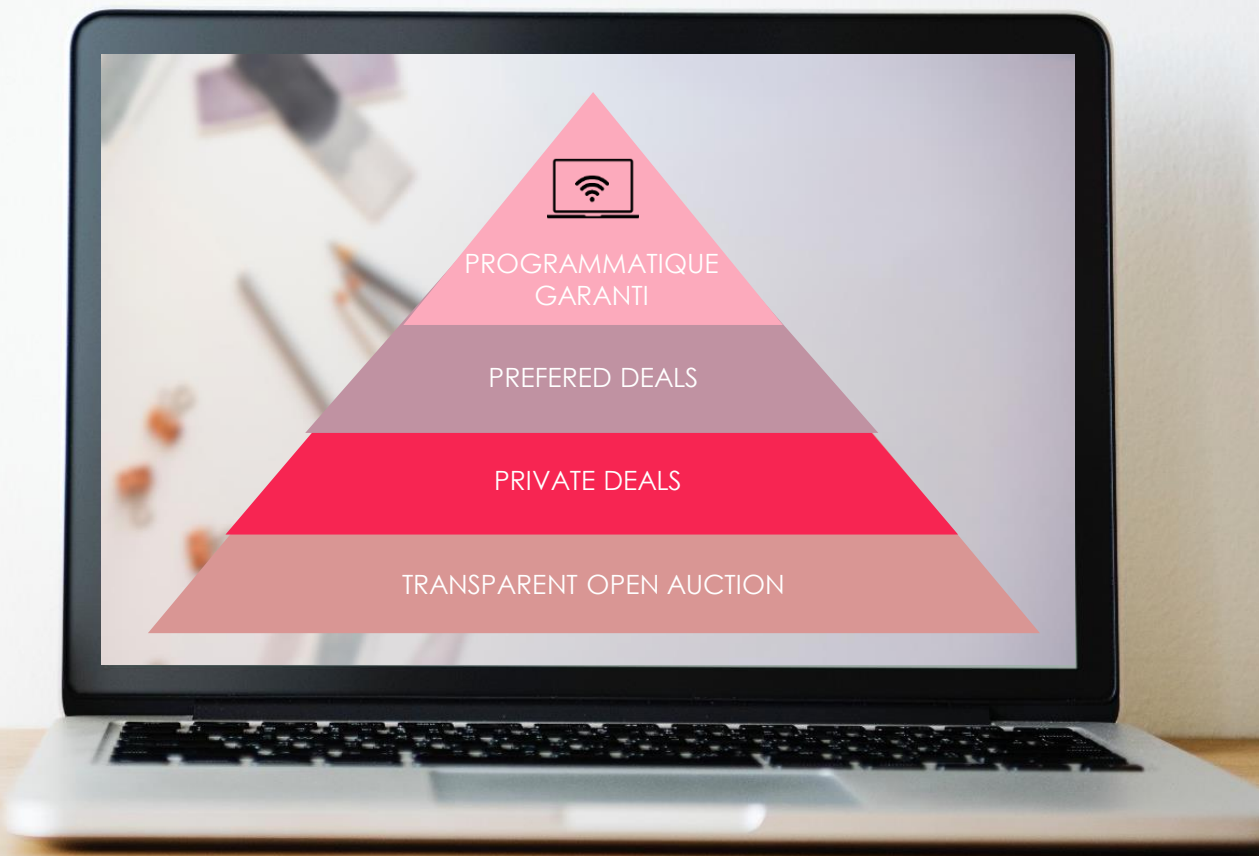 PROGRAMMATIQUE
GARANTI
PREFERED DEALS
PRIVATE DEALS
TRANSPARENT OPEN AUCTION